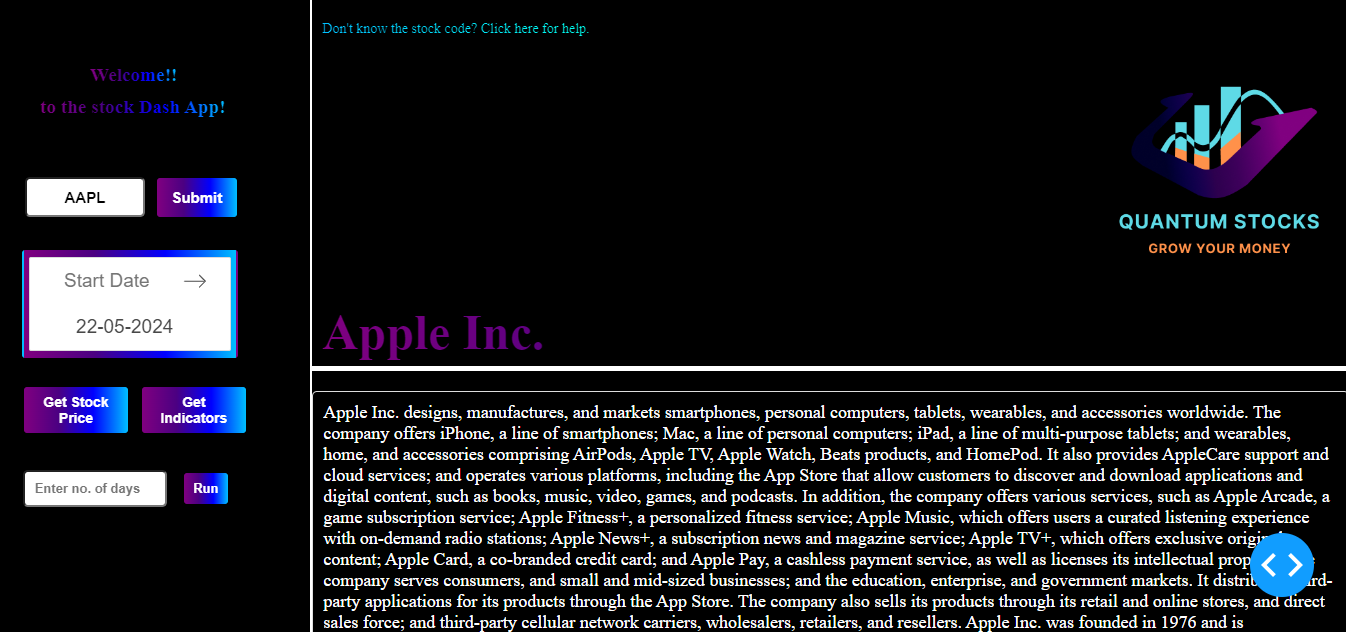 Don't know the stock code? Click here for help.
Welcome!!
to the stock Dash App!
AAPL
Submit
Start Date
22-05-2024
Get Stock
Price
Get
Indicators
Enter no. of days
Run
QUANTUM STOCKS
GROW YOUR MONEY
Apple Inc.
Apple Inc. designs, manufactures, and markets smartphones, personal computers, tablets, wearables, and accessories worldwide. The
company offers iPhone, a line of smartphones; Mac, a line of personal computers; iPad, a line of multi-purpose tablets; and wearables,
home, and accessories comprising AirPods, Apple TV, Apple Watch, Beats products, and HomePod. It also provides AppleCare support and
cloud services; and operates various platforms, including the App Store that allow customers to discover and download applications and
digital content, such as books, music, video, games, and podcasts. In addition, the company offers various services, such as Apple Arcade, a
game subscription service; Apple Fitness+, a personalized fitness service; Apple Music, which offers users a curated listening experience
with on-demand radio stations; Apple News+, a subscription news and magazine service; Apple TV+, which offers exclusive
content; Apple Card, a co-branded credit card; and Apple Pay, a cashless payment service, as well as licenses its intellectual
company serves consumers, and small and mid-sized businesses; and the education, enterprise, and government markets. It
party applications for its products through the App Store. The company also sells its products through its retail and online stores, and direct
sales force; and third-party cellular network carriers, wholesalers, retailers, and resellers. Apple Inc. was founded in 1976 and is